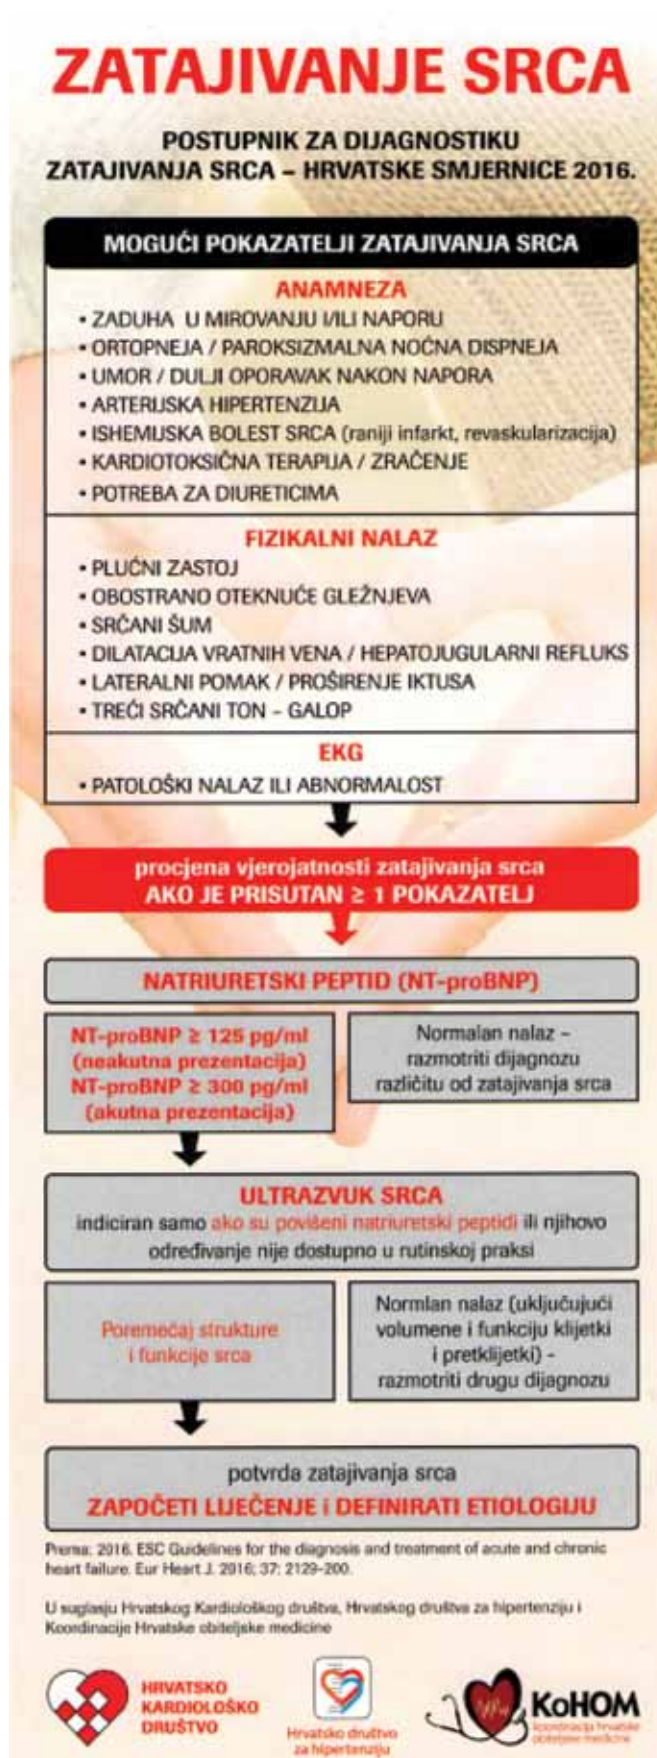 ZATAJIVANJE SRCA
POSTUPNIK ZA DIJAGNOSTIKU
ZATAJIVANJA SRCA – HRVATSKE SMJERNICE 2016.
MOGUĆI POKAZATELJI ZATAJIVANJA SRCA
ANAMNEZA
• ZADUHA U MIROVANJU I/ILI NAPORU
• ORTOPNEJA / PAROKSIZMALNA NOĆNA DISPNEJA
• UMOR / DULJI OPORAVAK NAKON NAPORA
• ARTERIJSKA HIPERTENZIJA
• ISHEMIJSKA BOLEST SRCA (raniji infarkt, revaskularizacija)
• KARDIOTOKSIČNA TERAPIJA / ZRAČENJE
• POTREBA ZA DIURETICIMA
FIZIKALNI NALAZ
• PLUĆNI ZASTOJ
• OBOSTRANO OTEKNUĆE GLEŽNJEVA
• SRČANI ŠUM
• DILATACIJA VRATNIH VENA / HEPATOJUGULARNI REFLUKS
• LATERALNI POMAK / PROŠIRENJE IKTUSA
• TREĆI SRČANI TON – GALOP
EKG
• PATOLOŠKI NALAZ ILI ABNORMALOST
procjena vjerojatnosti zatajivanja srca
AKO JE PRISUTAN ≥ 1 POKAZATELJ
NATRIURETSKI PEPTID (NT-proBNP)
NT-proBNP ≥ 125 pg/ml
(neakutna prezentacija)
NT-proBNP ≥ 300 pg/ml
(akutna prezentacija)
Normalan nalaz –
razmotriti dijagnozu
različitu od zatajivanja srca
ULTRAZVUK SRCA
indiciran samo ako su povišeni natriuretski peptidi ili njihovo
određivanje nije dostupno u rutinskoj praksi
Poremećaj strukture
i funkcije srca
Normlan nalaz (uključujući
volumene i funkciju klijetki
i pretklijetki) -
razmotriti drugu dijagnozu
potvrda zatajivanja srca
ZAPOČETI LIJEČENJE i DEFINIRATI ETIOLOGIJU
Prema: 2016. ESC Guidelines for the diagnosis and treatment of acute and chronic
heart failure. Eur Heart J. 2016; 37: 2129-200.
U suglasju Hrvatskog Kardiološkog društva, Hrvatskog društva za hipertenziju i
Koordinacije Hrvatske obiteljske medicine
HRVATSKO
KARDIOLOŠKO
DRUŠTVO
Hrvatsko društvo
za hipertenziju
KoHOM
koordinacija hrvatske
obiteljske medicine